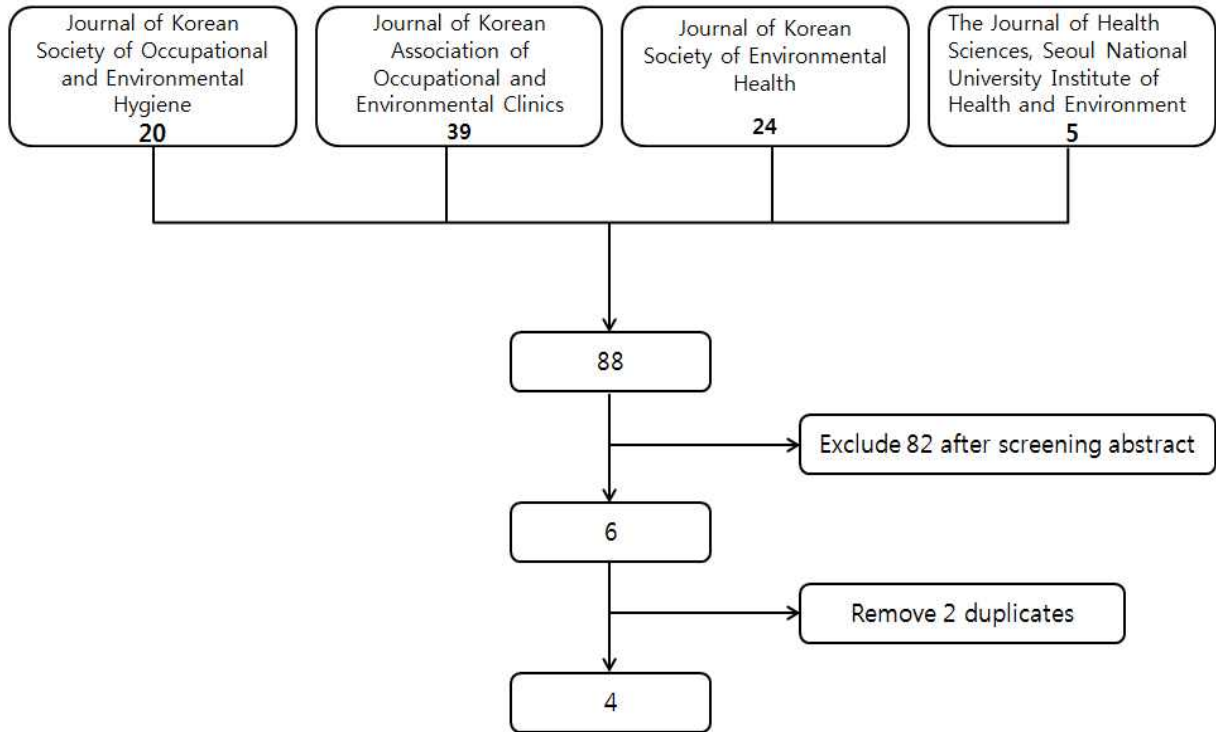 Journal of Korean
Society of Occupational
and Environmental
Hygiene
20
Journal of Korean
Association of
Occupational and
Environmental Clinics
39
Journal of Korean
Society of Environmental
Health
24
The Journal of Health
Sciences, Seoul National
University Institute of
Health and Environment
5
88
Exclude 82 after screening abstract
6
Remove 2 duplicates
4